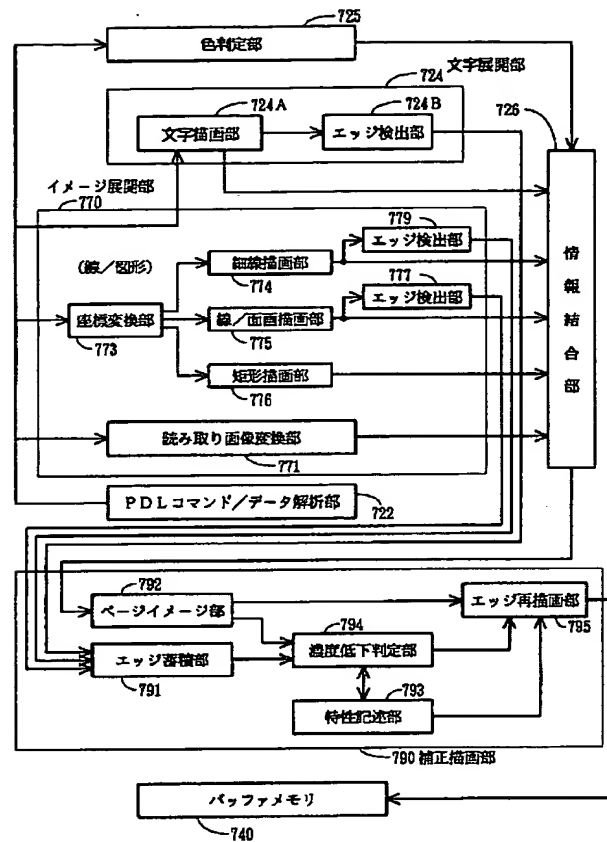 725
色判定部
724
文字展開部
724A
724B
文字描画部
エッジ検出部
726
イメージ展開部
770
779
エッジ検出部
(線/図形)
細線描画部
774
777
エッジ検出部
座標変換部
773
線/面画描画部
775
矩形描画部
776
情報結合部
読み取り画像変換部
771
PDLコマンド/データ解析部
722
792
ページイメージ部
エッジ再描画部
795
794
濃度低下判定部
エッジ蓄積部
791
793
特性記述部
790 補正描画部
バッファメモリ
740